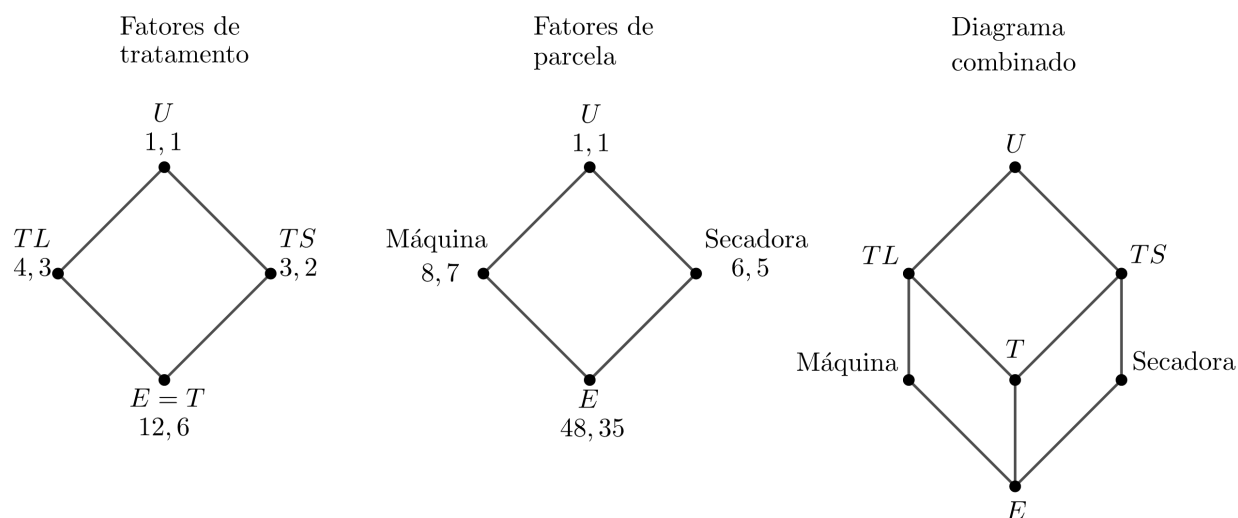 Fatores de
tratamento
U
1, 1
TL
4, 3
TS
3, 2
E = T
12, 6
Fatores de
parcela
U
1, 1
Máquina
8, 7
Secadora
6, 5
E
48, 35
Diagrama
combinado
U
TL
TS
T
Máquina
Secadora
E